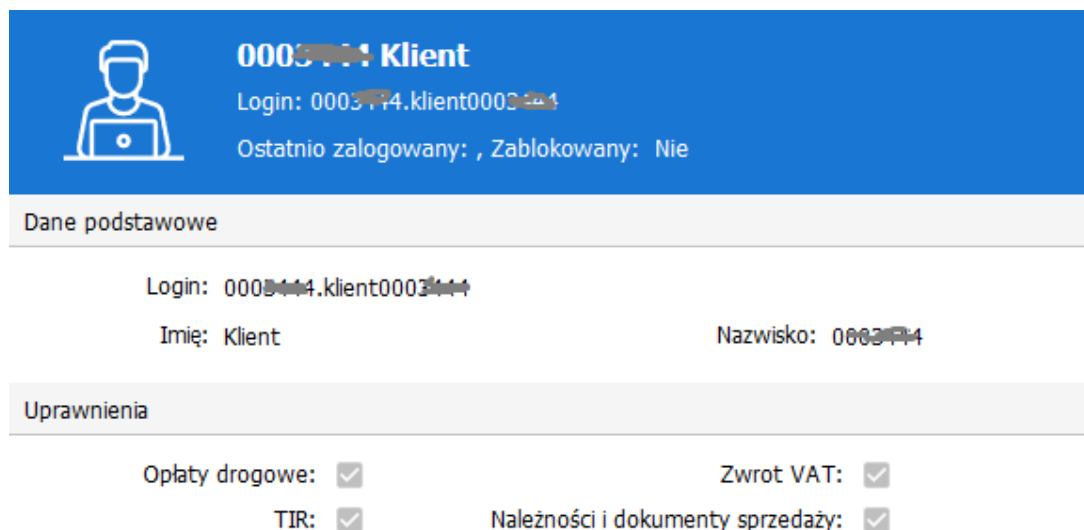 Klient
Login:
Ostatnio zalogowany: , Zablokowany: Nie
Dane podstawowe
Login:
Imię: Klient Nazwisko:
Uprawnienia
Opłaty drogowe: Zwrot VAT:
TIR: Należności i dokumenty sprzedaży: